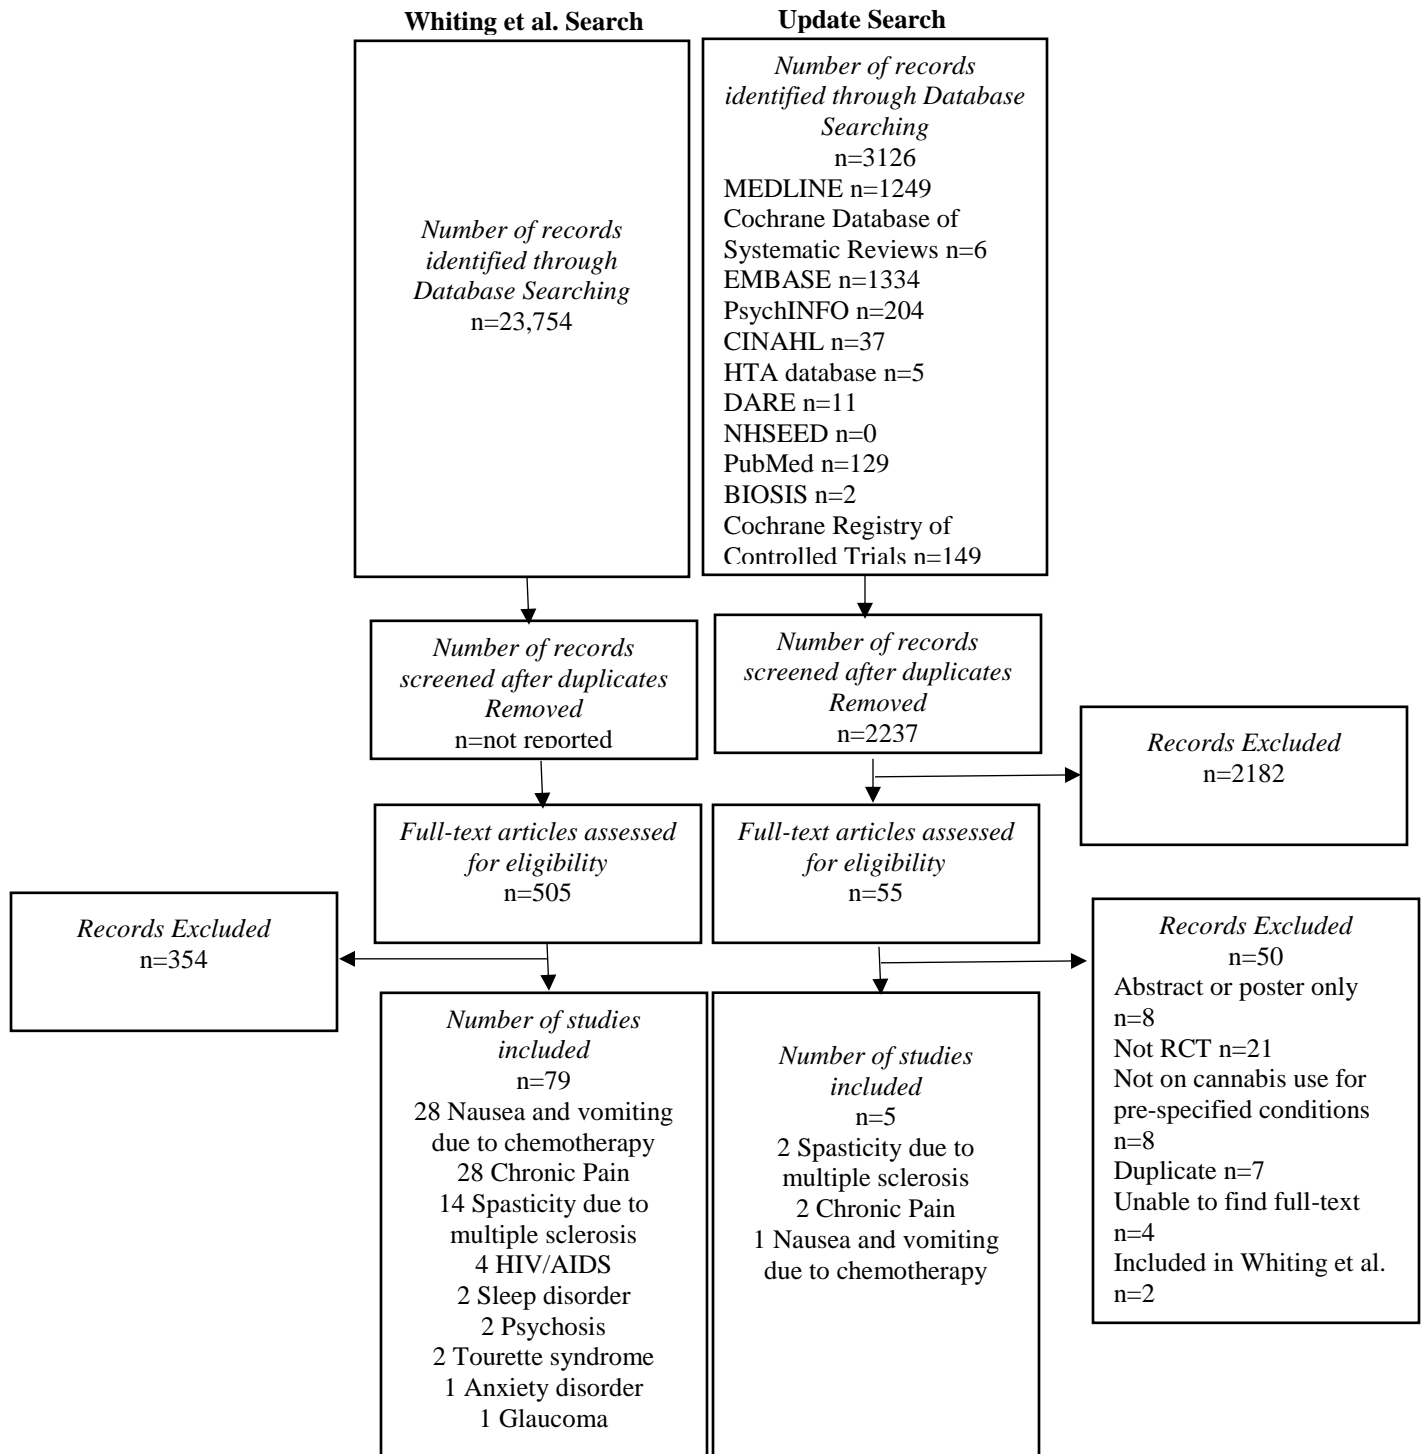 Whiting et al. Search
Update Search
Number of records
identified through
Database Searching
n=23,754
Number of records
identified through Database
Searching
n=3126
MEDLINE n=1249
Cochrane Database of
Systematic Reviews n=6
EMBASE n=1334
PsychINFO n=204
CINAHL n=37
HTA database n=5
DARE n=11
NHSEED n=0
PubMed n=129
BIOSIS n=2
Cochrane Registry of
Controlled Trials n=149
Number of records
screened after duplicates
Removed
n=not reported
Number of records
screened after duplicates
Removed
n=2237
Records Excluded
n=2182
Full-text articles assessed
for eligibility
n=505
Full-text articles assessed
for eligibility
n=55
Records Excluded
n=354
Records Excluded
n=50
Abstract or poster only
n=8
Not RCT n=21
Not on cannabis use for
pre-specified conditions
n=8
Duplicate n=7
Unable to find full-text
n=4
Included in Whiting et al.
n=2
Number of studies
included
n=79
28 Nausea and vomiting
due to chemotherapy
28 Chronic Pain
14 Spasticity due to
multiple sclerosis
4 HIV/AIDS
2 Sleep disorder
2 Psychosis
2 Tourette syndrome
1 Anxiety disorder
1 Glaucoma
Number of studies
included
n=5
2 Spasticity due to
multiple sclerosis
2 Chronic Pain
1 Nausea and vomiting
due to chemotherapy